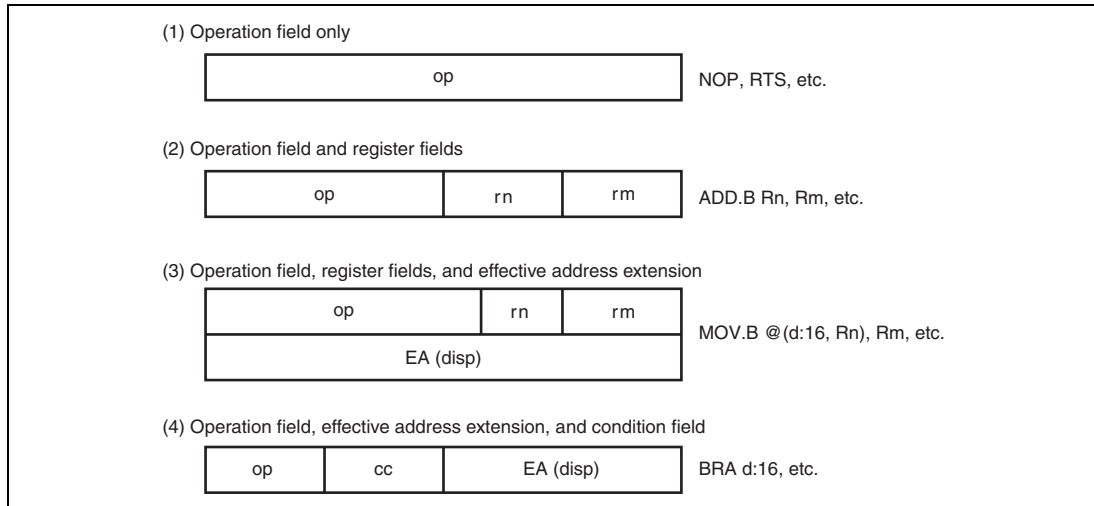 (1) Operation field only
op
NOP, RTS, etc.
(2) Operation field and register fields
op rn rm
ADD.B Rn, Rm, etc.
(3) Operation field, register fields, and effective address extension
op rn rm
EA (disp)
MOV.B @(d:16, Rn), Rm, etc.
(4) Operation field, effective address extension, and condition field
op cc EA (disp)
BRA d:16, etc.